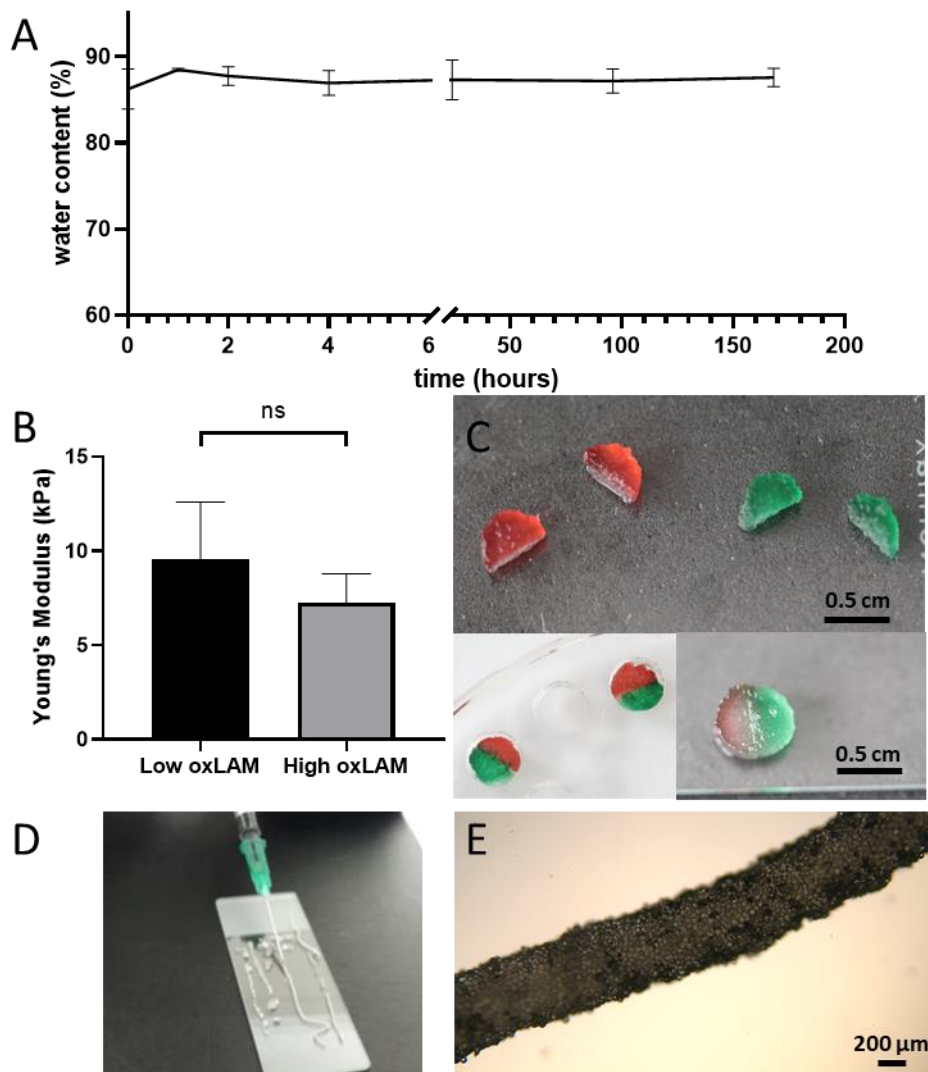 A
water content (%)
90
80
70
60
0
2
4
6
50
100
150
200
time (hours)
B
ns
Young's Modulus (kPa)
15
10
5
0
Low oxLAM
High oxLAM
C
0.5 cm
0.5 cm
D
E
200 µm